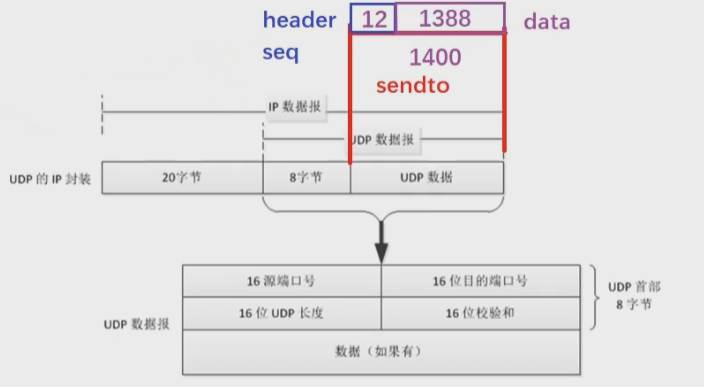 header 12 1388 data
seq 1400
sendto
IP 数据报
UDP 数据报
UDP 的 IP 封装 20字节 8字节 UDP 数据
16 源端口号 16 位目的端口号
16 位 UDP 长度 16 位校验和
UDP 首部
8 字节
UDP 数据报
数据（如果有）